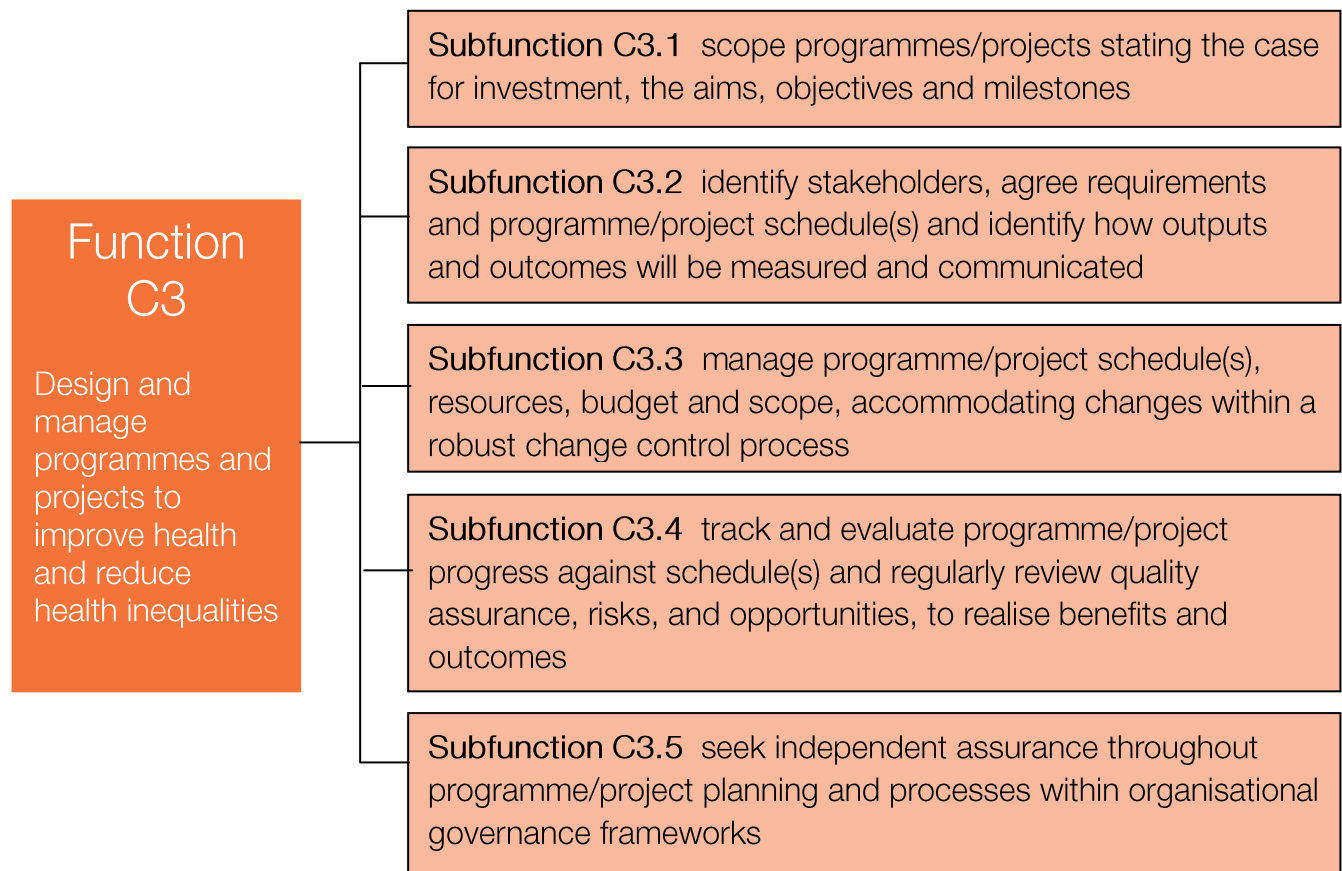 Function
C3
Design and
manage
programmes and
projects to
improve health
and reduce
health inequalities
Subfunction C3.1 scope programmes/projects stating the case
for investment, the aims, objectives and milestones
Subfunction C3.2 identify stakeholders, agree requirements
and programme/project schedule(s) and identify how outputs
and outcomes will be measured and communicated
Subfunction C3.3 manage programme/project schedule(s),
resources, budget and scope, accommodating changes within a
robust change control process
Subfunction C3.4 track and evaluate programme/project
progress against schedule(s) and regularly review quality
assurance, risks, and opportunities, to realise benefits and
outcomes
Subfunction C3.5 seek independent assurance throughout
programme/project planning and processes within organisational
governance frameworks